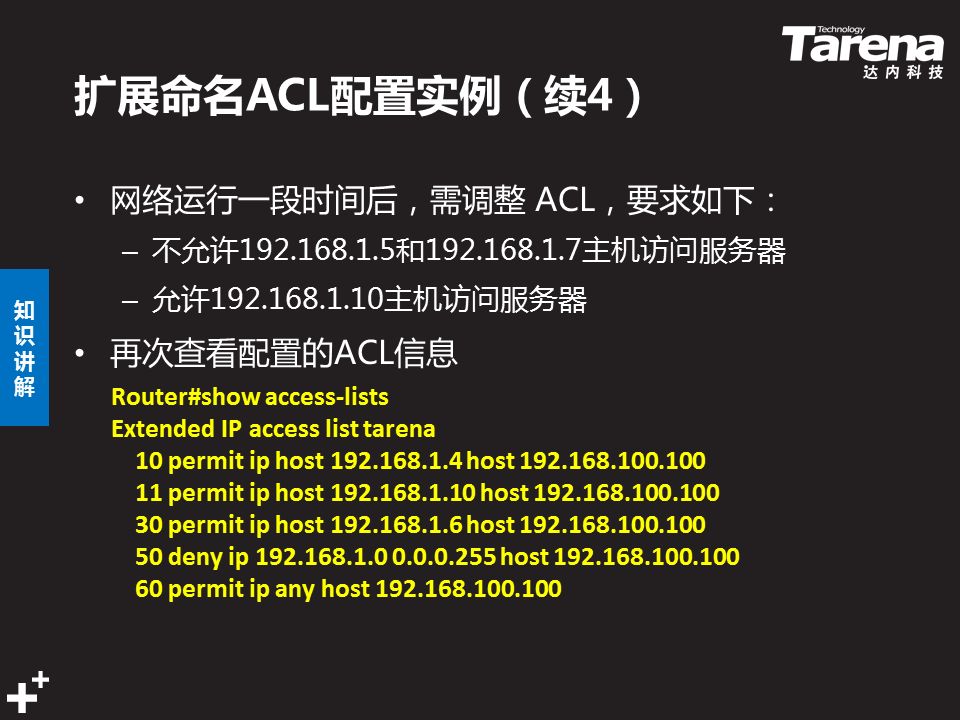 Technology
Tarena
达内科技
扩展命名ACL配置实例（续4）
• 网络运行一段时间后，需调整 ACL，要求如下：
– 不允许192.168.1.5和192.168.1.7主机访问服务器
– 允许192.168.1.10主机访问服务器
• 再次查看配置的ACL信息
知识讲解
Router#show access-lists
Extended IP access list tarena
10 permit ip host 192.168.1.4 host 192.168.100.100
11 permit ip host 192.168.1.10 host 192.168.100.100
30 permit ip host 192.168.1.6 host 192.168.100.100
50 deny ip 192.168.1.0 0.0.0.255 host 192.168.100.100
60 permit ip any host 192.168.100.100